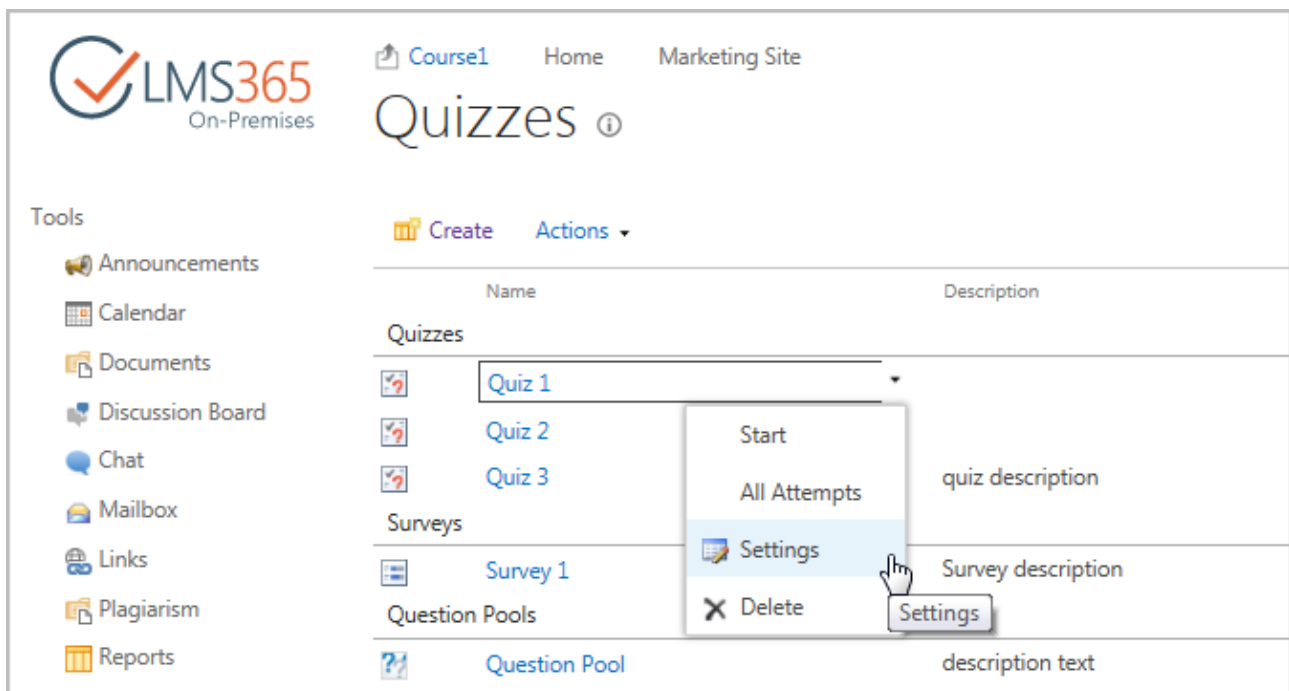 LMS365
On-Premises
Course1 Home Marketing Site
Quizzes
Tools
Announcements
Calendar
Documents
Discussion Board
Chat
Mailbox
Links
Plagiarism
Reports
Create Actions
Name Description
Quizzes
Quiz 1
Quiz 2
Quiz 3 quiz description
Surveys
Survey 1 Survey description
Question Pools
Question Pool description text
Start
All Attempts
Settings
Delete
Settings